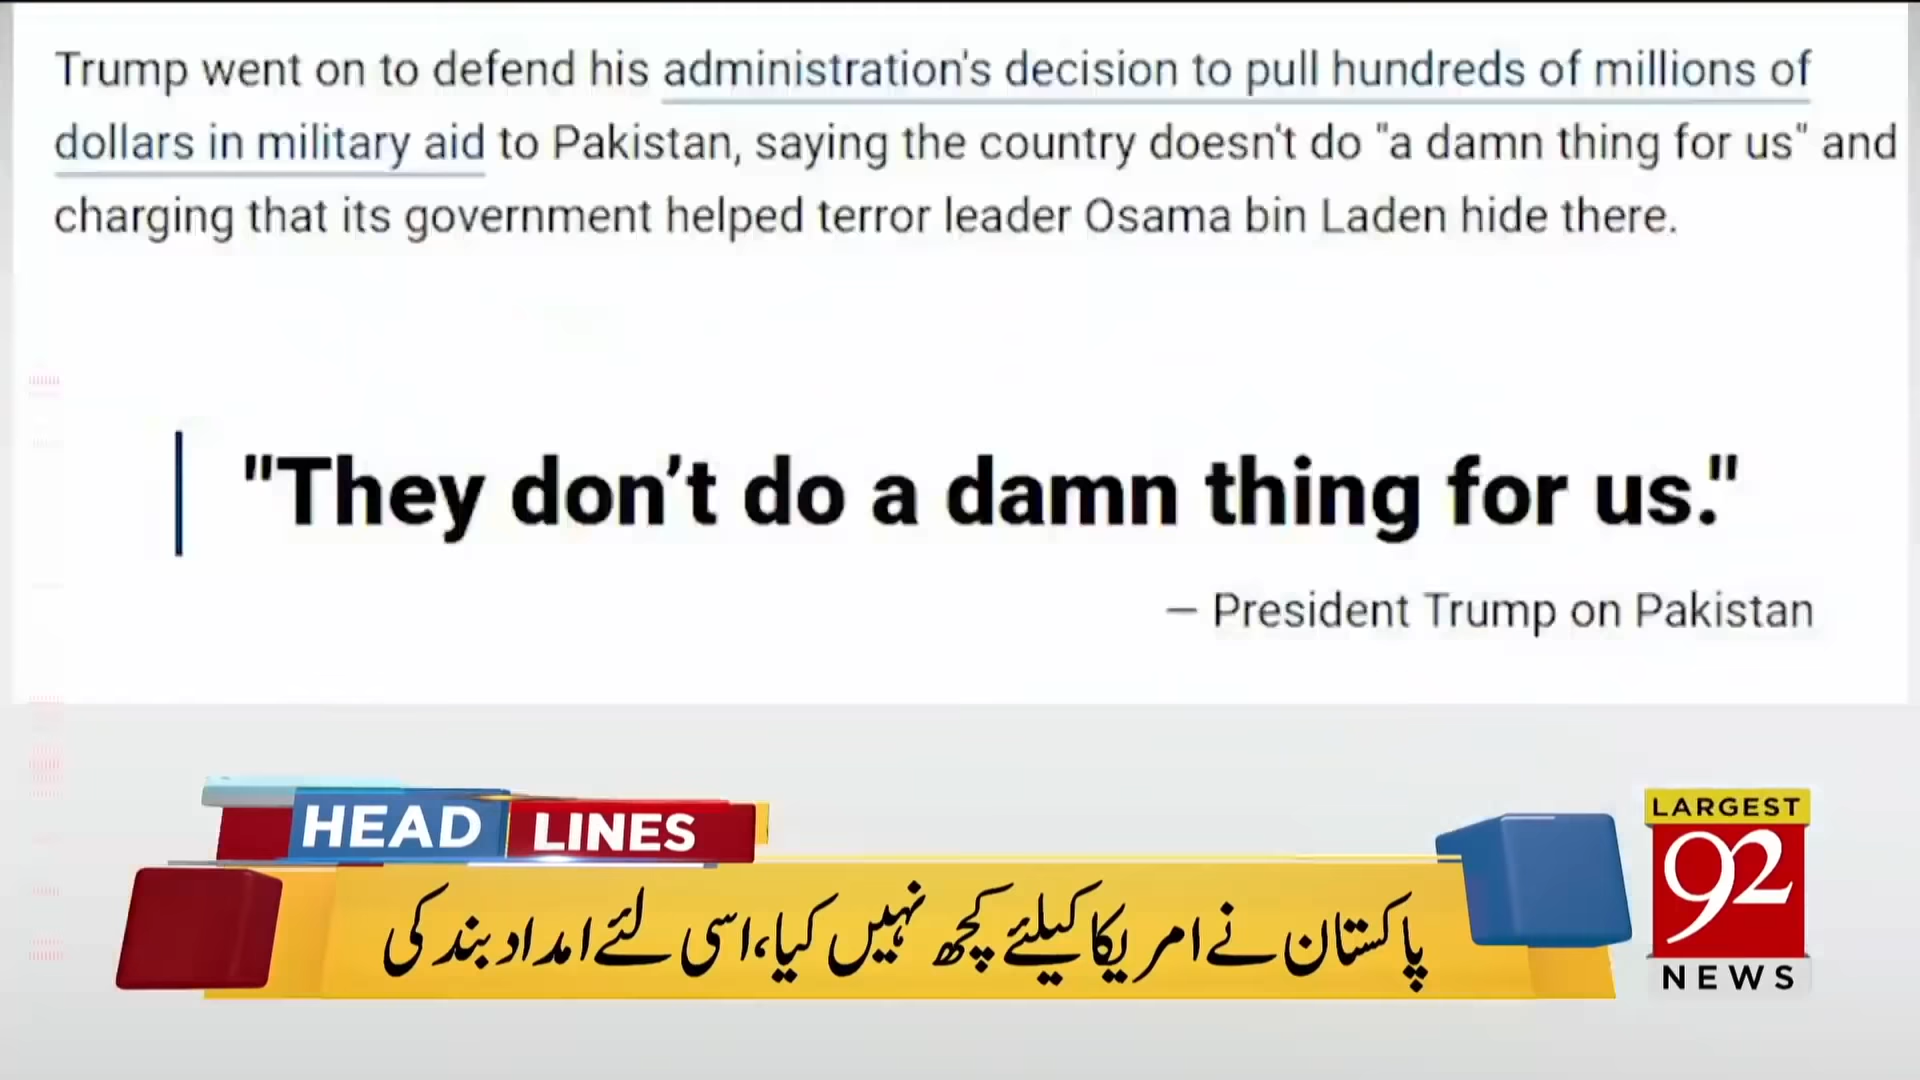 Trump went on to defend his administration's decision to pull hundreds of millions of
dollars in military aid to Pakistan, saying the country doesn't do "a damn thing for us" and
charging that its government helped terror leader Osama bin Laden hide there.
"They don’t do a damn thing for us."
– President Trump on Pakistan
HEAD LINES
پاکستان نے امریکا کیلئے کچھ نہیں کیا، اسی لئے امداد بند کی
LARGEST
92
NEWS